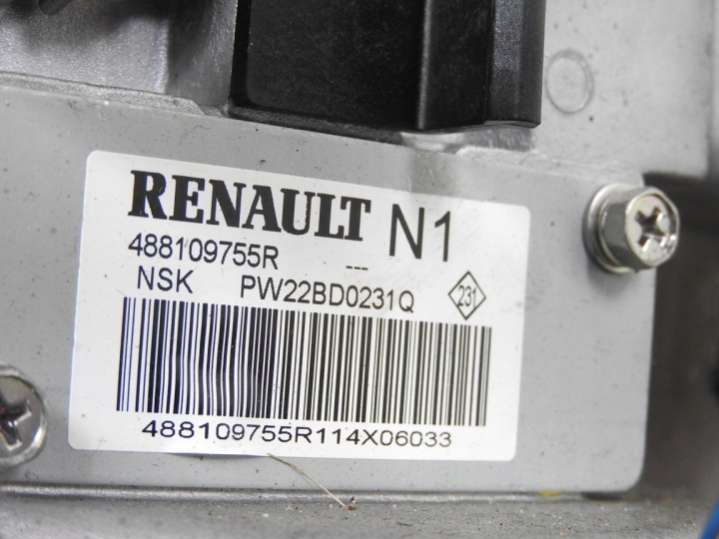 RENAULT N1
488109755R ---
NSK PW22BD0231Q 231
488109755R114X06033